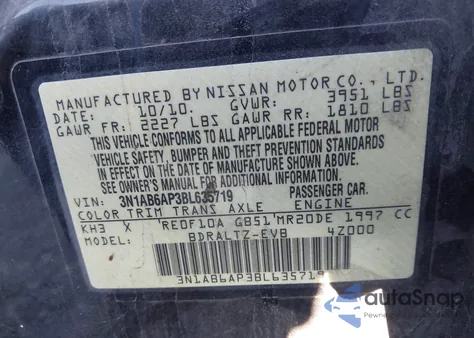 MANUFACTURED BY NISSAN MOTOR CO., LTD.
DATE: 10/10. GVWR: 3951 LBS
GAWR FR: 2227 LBS GAWR RR: 1810 LBS
THIS VEHICLE CONFORMS TO ALL APPLICABLE FEDERAL MOTOR
VEHICLE SAFETY, BUMPER AND THEFT PREVENTION STANDARDS
IN EFFECT ON THE DATE OF MANUFACTURE SHOWN ABOVE.
SEE OWNER'S MANUAL FOR ADDITIONAL INFORMATION.
VIN: 3N1AB6AP3BL635719 PASSENGER CAR.
COLOR TRIM TRANS AXLE ENGINE
KH3 X RE0F10A GB51 MR20DE 1997 CC
BDRALTZ-EVB 4Z000
3N1AB6AP3BL635719
autoSnap